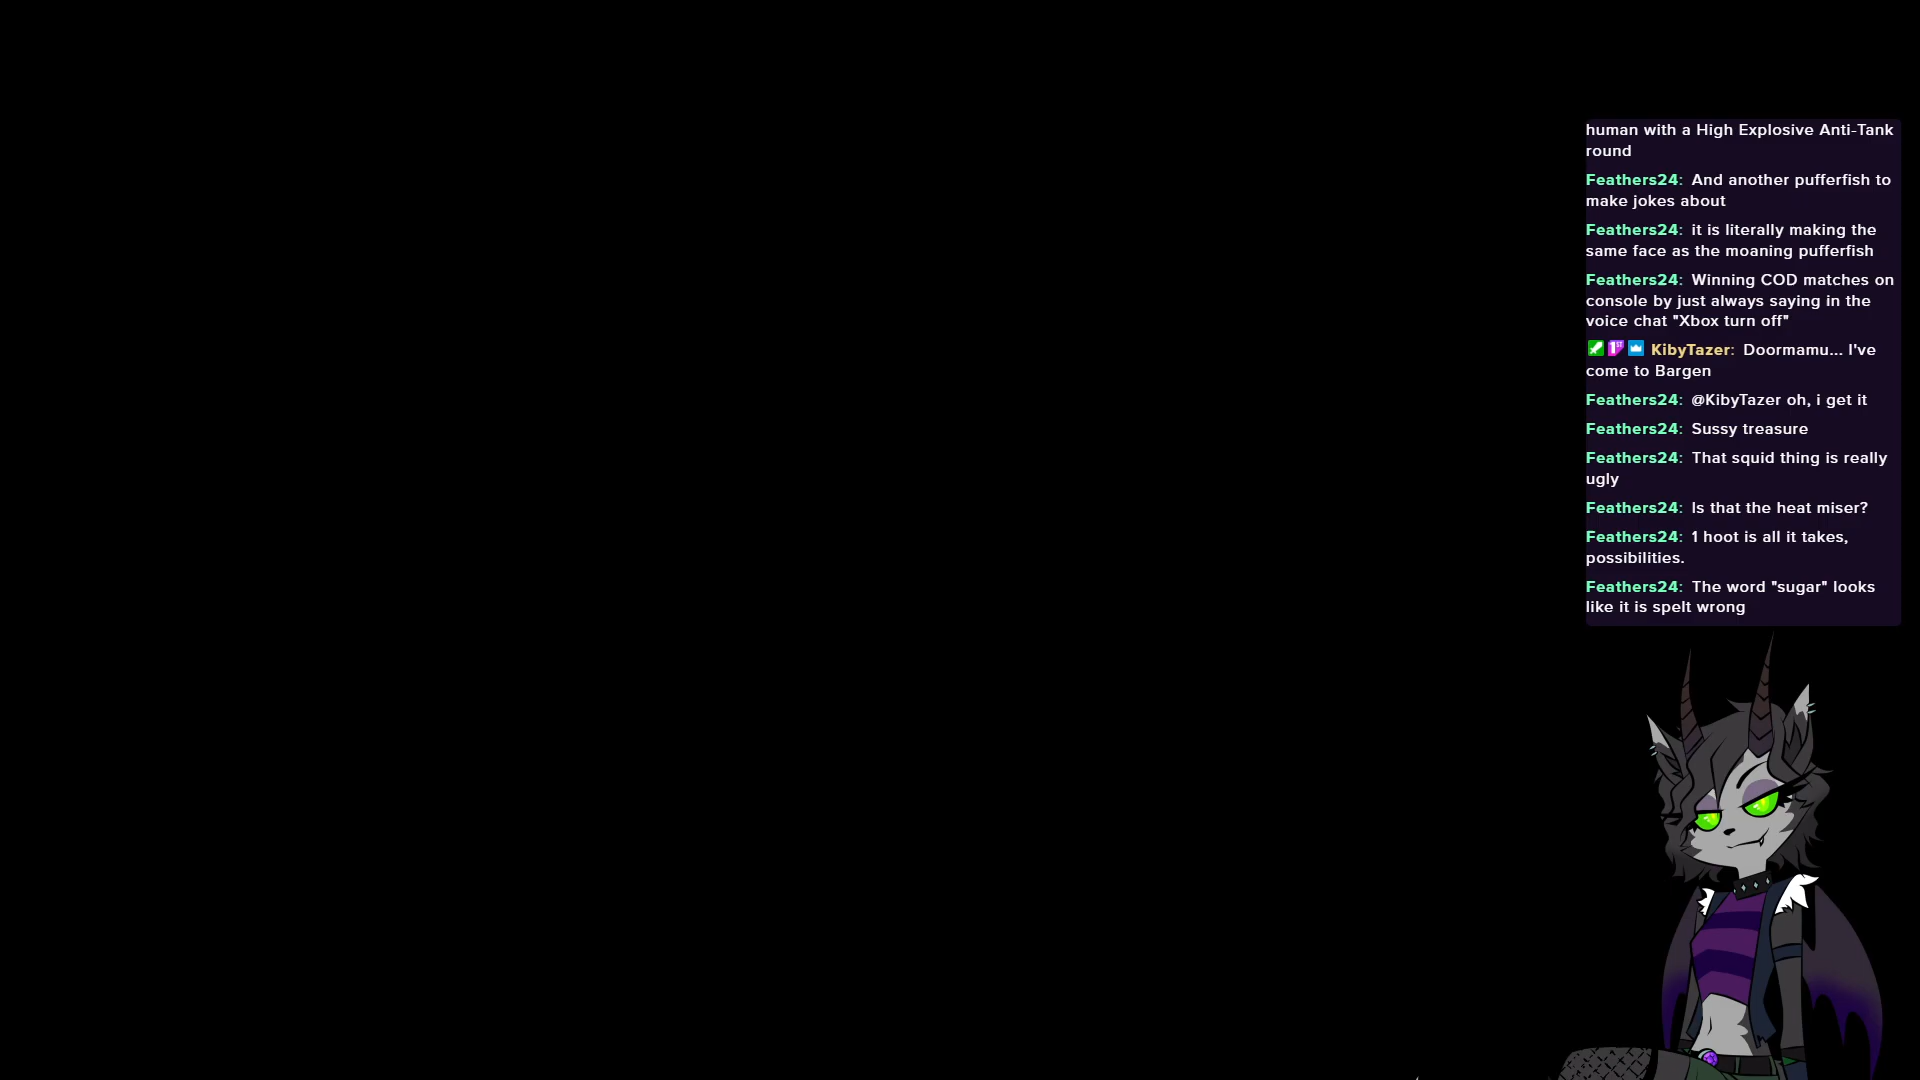 human with a High Explosive Anti-Tank
round
Feathers24: And another pufferfish to
make jokes about
Feathers24: it is literally making the
same face as the moaning pufferfish
Feathers24: Winning COD matches on
console by just always saying in the
voice chat "Xbox turn off"
1ST KibyTazer: Doormamu... I've
come to Bargen
Feathers24: @KibyTazer oh, i get it
Feathers24: Sussy treasure
Feathers24: That squid thing is really
ugly
Feathers24: Is that the heat miser?
Feathers24: 1 hoot is all it takes,
possibilities.
Feathers24: The word "sugar" looks
like it is spelt wrong